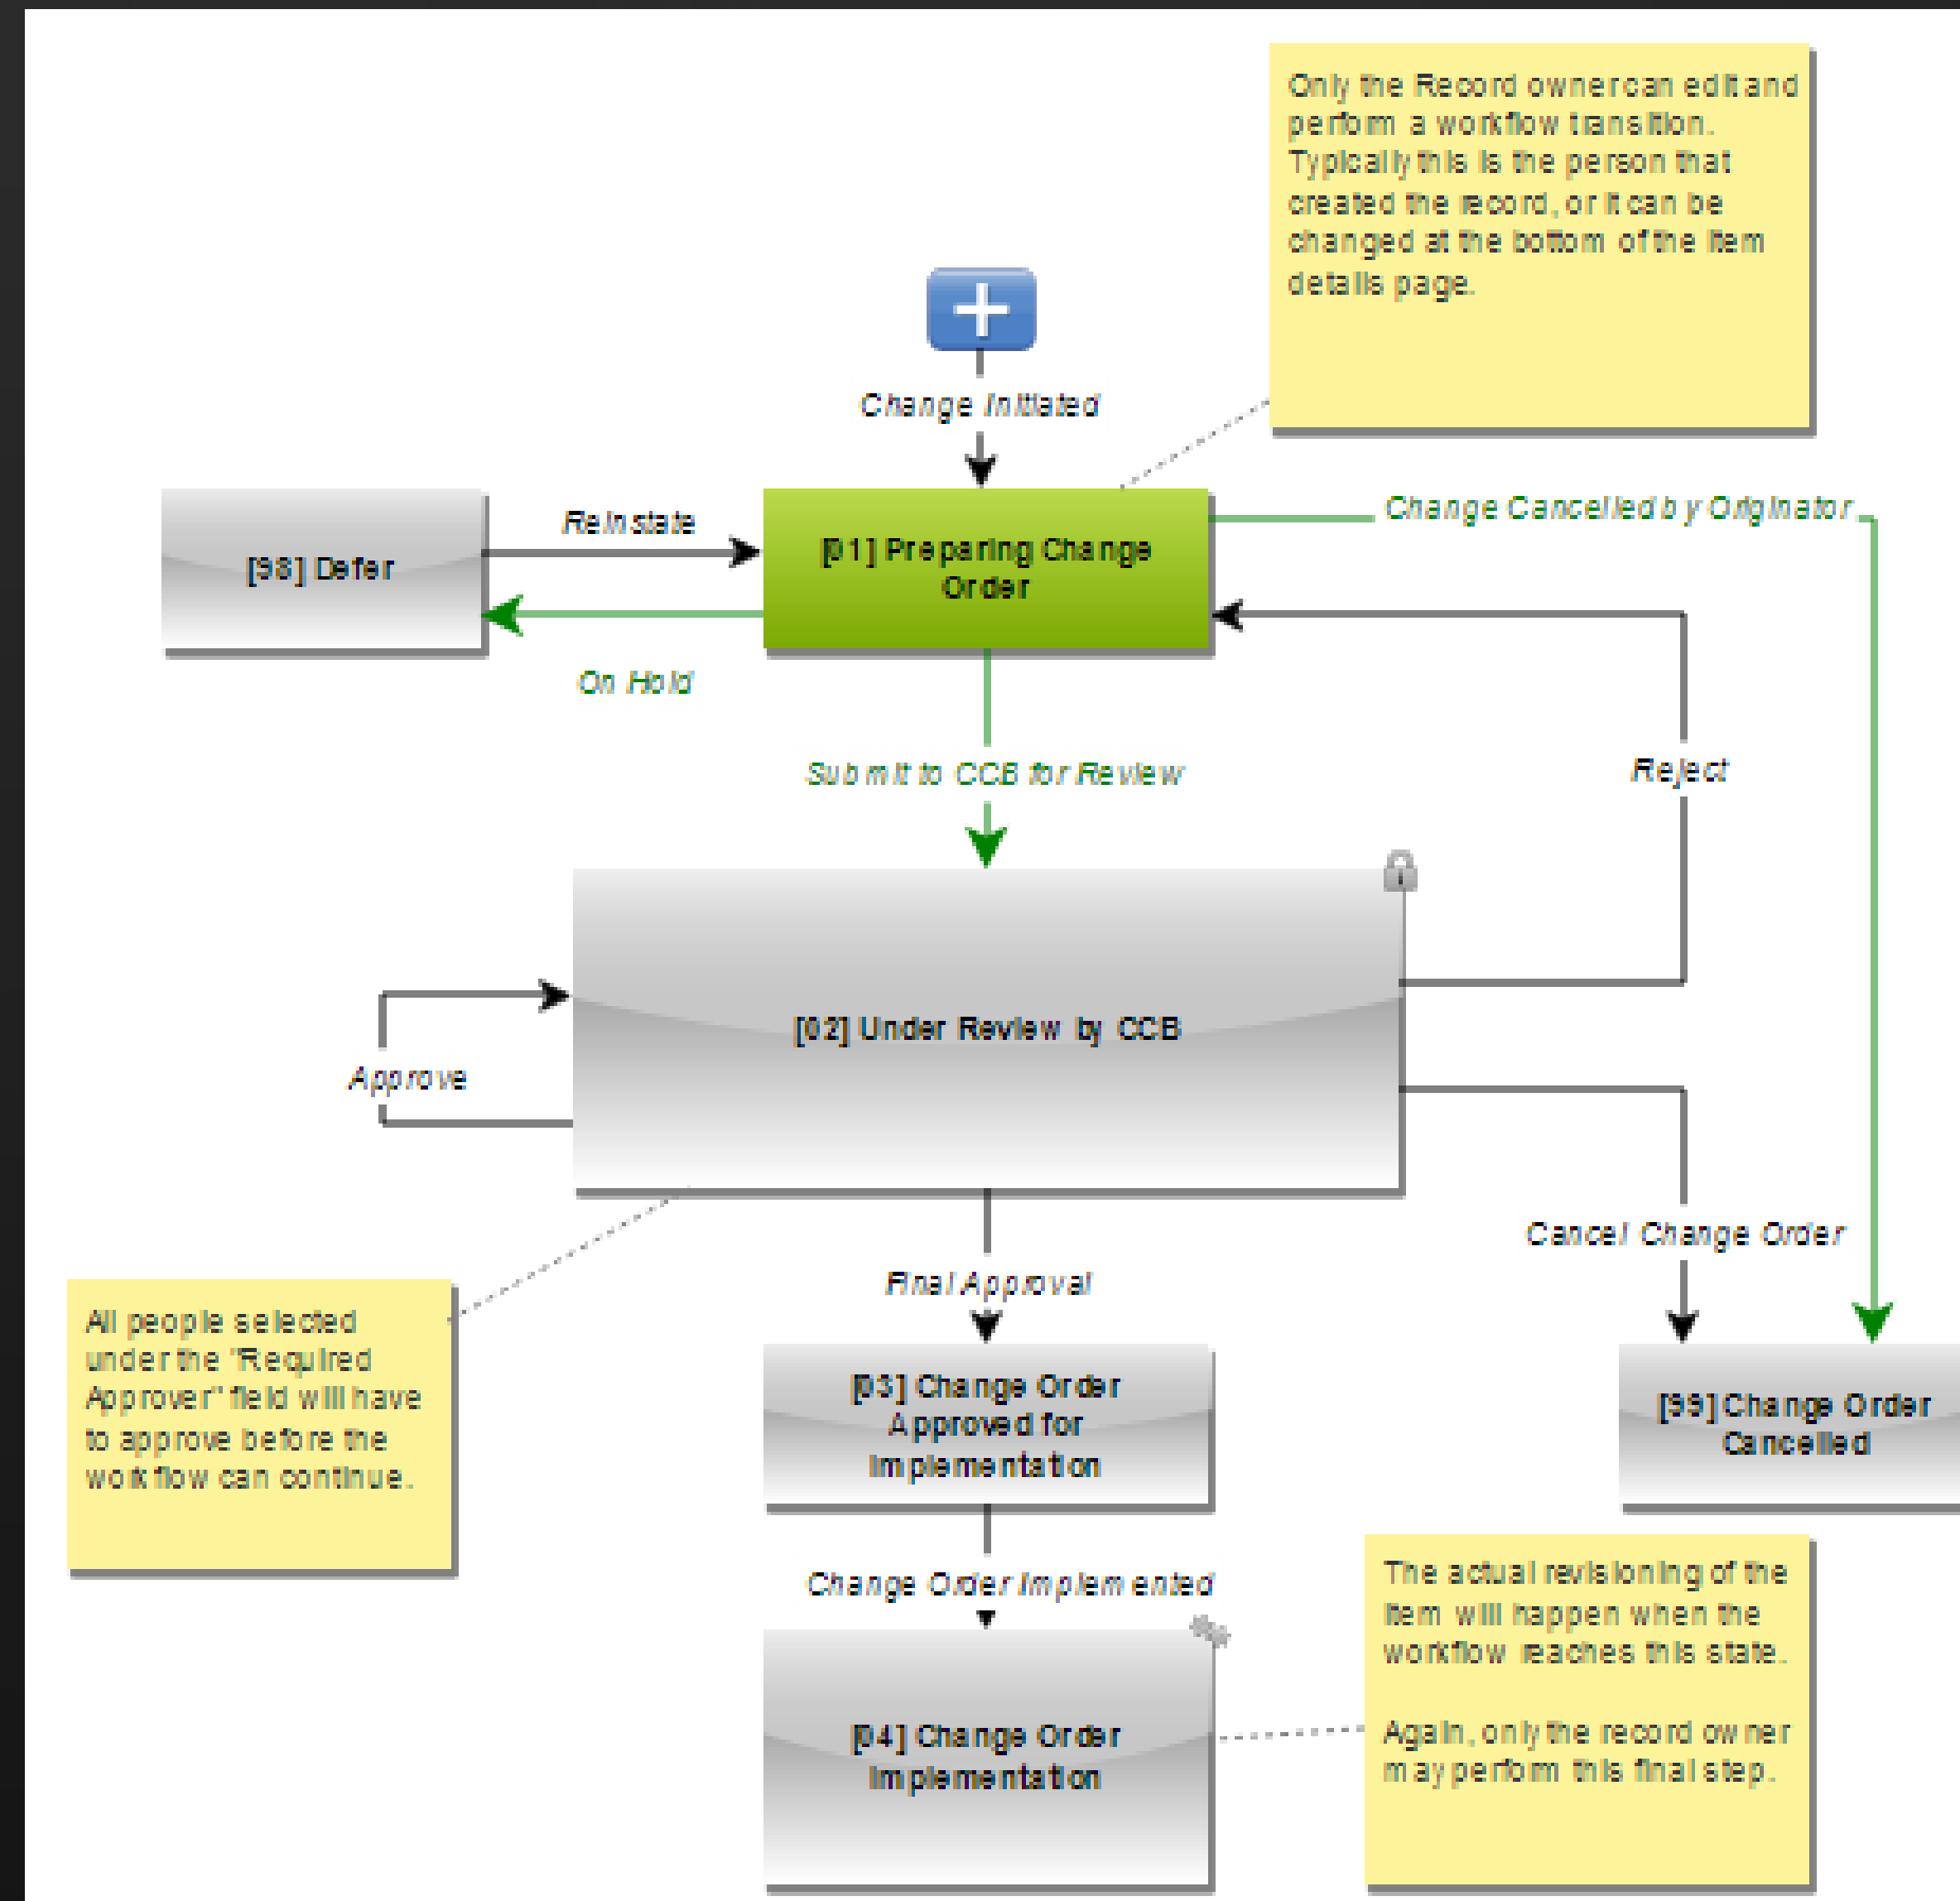 Only the Record owner can edit and
perform a workflow transition.
Typically this is the person that
created the record, or it can be
changed at the bottom of the item
details page.
Change Initiated
[98] Defer
Reinstate
[01] Preparing Change
Order
Change Cancelled by Originator
On Hold
Submit to CCB for Review
Reject
[02] Under Review by CCB
Approve
Cancel Change Order
Final Approval
All people selected
under the "Required
Approver" field will have
to approve before the
workflow can continue.
[03] Change Order
Approved for
Implementation
[99] Change Order
Cancelled
Change Order Implemented
The actual revisioning of the
item will happen when the
workflow reaches this state.
Again, only the record owner
may perform this final step.
[04] Change Order
Implementation